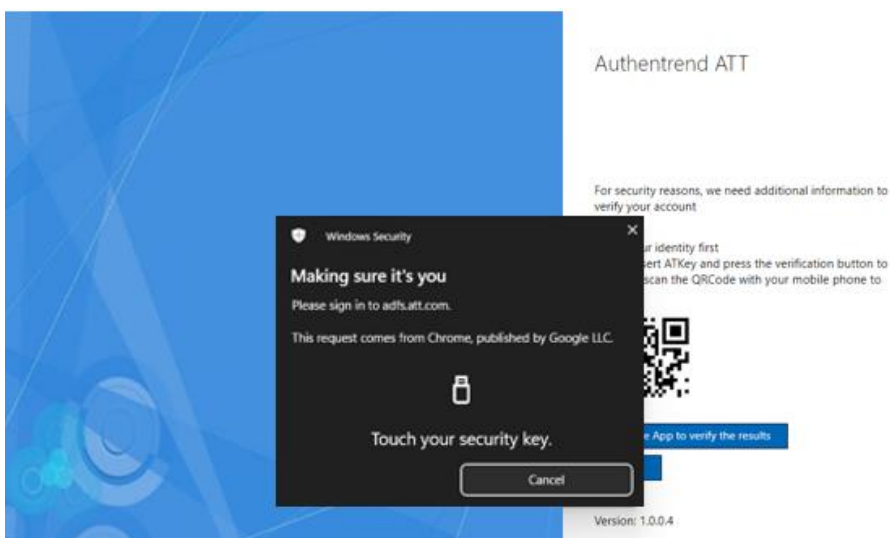 Authentrend ATT
For security reasons, we need additional information to
verify your account
ur identity first
sert ATKey and press the verification button to
scan the QRCode with your mobile phone to
Windows Security
Making sure it's you
Please sign in to adfs.att.com.
This request comes from Chrome, published by Google LLC.
Touch your security key.
Cancel
App to verify the results
Version: 1.0.0.4